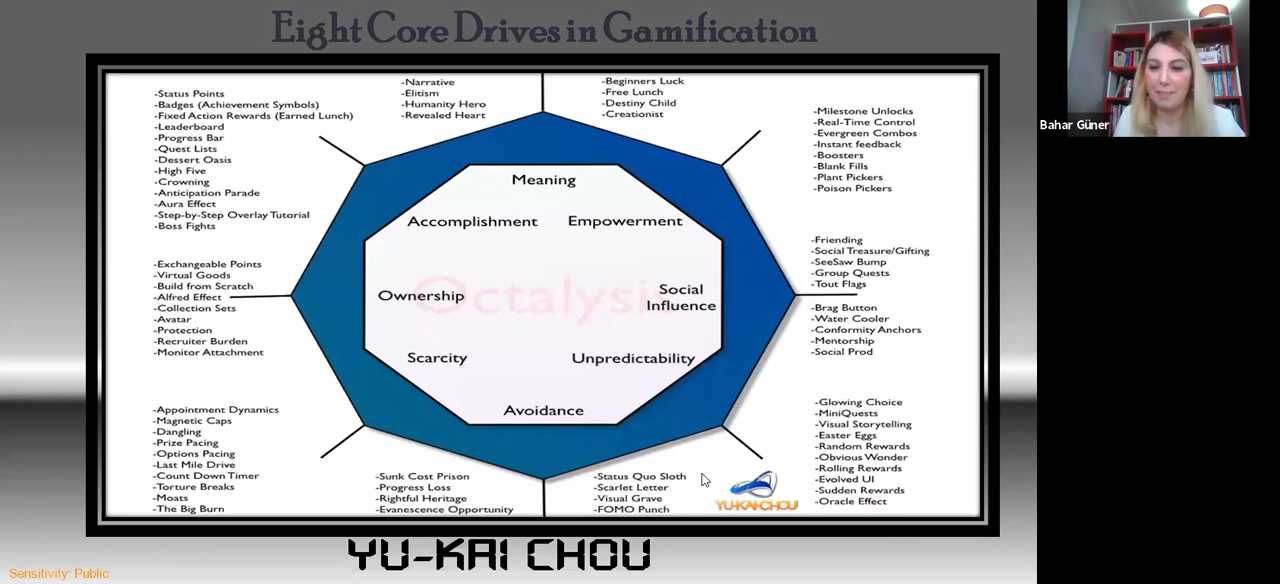 Eight Core Drives in Gamification
Bahar Güner
-Status Points
-Badges (Achievement Symbols)
-Fixed Action Rewards (Earned Lunch)
-Leaderboard
-Progress Bar
-Quest Lists
-Dessert Oasis
-High Five
-Crowning
-Anticipation Parade
-Aura Effect
-Step-by-Step Overlay Tutorial
-Boss Fights
-Narrative
-Elitism
-Humanity Hero
-Revealed Heart
-Beginners Luck
-Free Lunch
-Destiny Child
-Creationist
-Milestone Unlocks
-Real-Time Control
-Evergreen Combos
-Instant feedback
-Boosters
-Blank Fills
-Plant Pickers
-Poison Pickers
Meaning
Accomplishment
Empowerment
Ownership
Octalysis
Social
Influence
Scarcity
Unpredictability
Avoidance
-Exchangeable Points
-Virtual Goods
-Build from Scratch
-Alfred Effect
-Collection Sets
-Avatar
-Protection
-Recruiter Burden
-Monitor Attachment
-Friending
-Social Treasure/Gifting
-SeeSaw Bump
-Group Quests
-Tout Flags
-Brag Button
-Water Cooler
-Conformity Anchors
-Mentorship
-Social Prod
-Appointment Dynamics
-Magnetic Caps
-Dangling
-Prize Pacing
-Options Pacing
-Last Mile Drive
-Count Down Timer
-Torture Breaks
-Moats
-The Big Burn
-Sunk Cost Prison
-Progress Loss
-Rightful Heritage
-Evanescence Opportunity
-Status Quo Sloth
-Scarlet Letter
-Visual Grave
-FOMO Punch
YU-KAI-CHOU
-Glowing Choice
-MiniQuests
-Visual Storytelling
-Easter Eggs
-Random Rewards
-Obvious Wonder
-Rolling Rewards
-Evolved UI
-Sudden Rewards
-Oracle Effect
YU-KAI CHOU
Sensitivity: Public